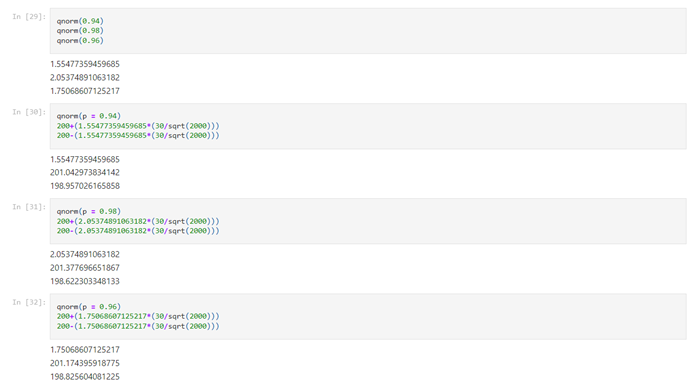 In [29]:
qnorm(0.94)
qnorm(0.98)
qnorm(0.96)
1.55477359459685
2.05374891063182
1.75068607125217
In [30]:
qnorm(p = 0.94)
200+(1.55477359459685*(30/sqrt(2000)))
200-(1.55477359459685*(30/sqrt(2000)))
1.55477359459685
201.042973834142
198.957026165858
In [31]:
qnorm(p = 0.98)
200+(2.05374891063182*(30/sqrt(2000)))
200-(2.05374891063182*(30/sqrt(2000)))
2.05374891063182
201.377696651867
198.622303348133
In [32]:
qnorm(p = 0.96)
200+(1.75068607125217*(30/sqrt(2000)))
200-(1.75068607125217*(30/sqrt(2000)))
1.75068607125217
201.174395918775
198.825604081225